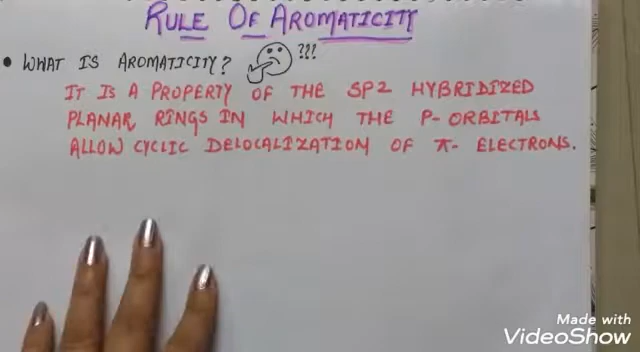 RULE OF AROMATICITY
• WHAT IS AROMATICITY? ???
IT IS A PROPERTY OF THE SP2 HYBRIDIZED
PLANAR RINGS IN WHICH THE P-ORBITALS
ALLOW CYCLIC DELOCALIZATION OF π- ELECTRONS.
Made with
VideoShow